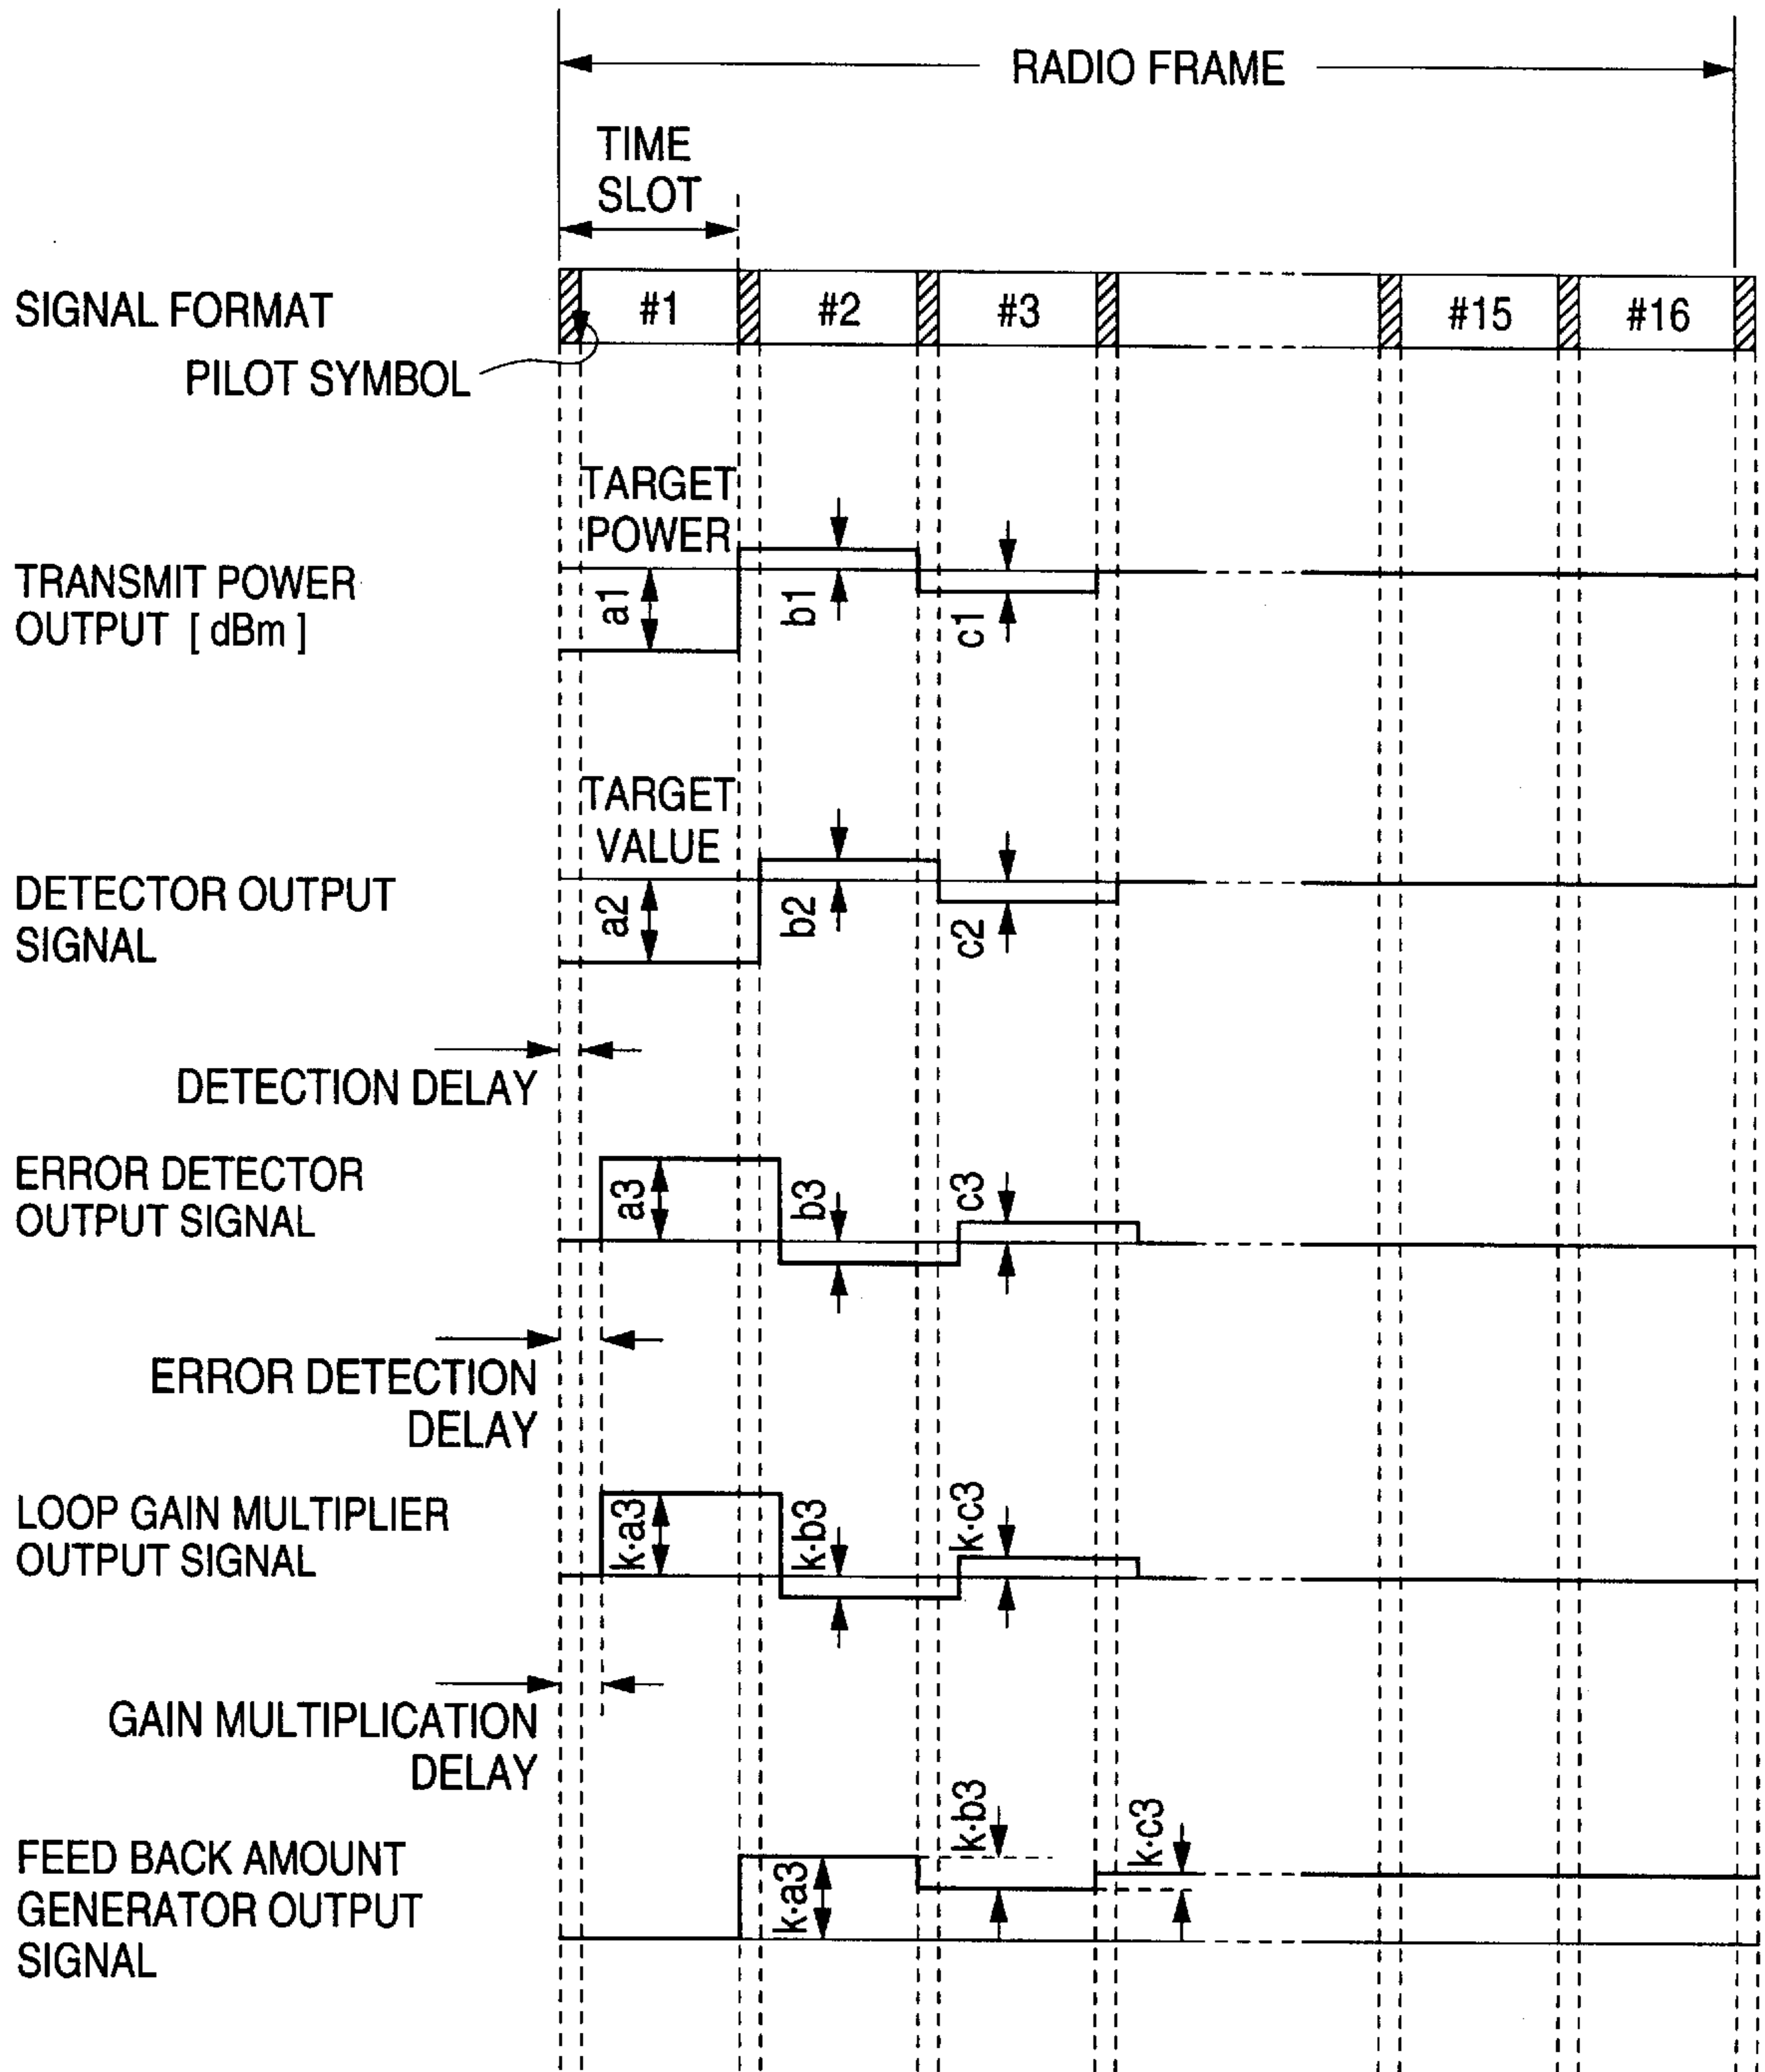 RADIO FRAME
TIME
SLOT
SIGNAL FORMAT
#1
#2
#3
#15
#16
PILOT SYMBOL
TARGET
POWER
TRANSMIT POWER
OUTPUT [ dBm ]
a1
b1
c1
TARGET
VALUE
DETECTOR OUTPUT
SIGNAL
a2
b2
c2
DETECTION DELAY
ERROR DETECTOR
OUTPUT SIGNAL
a3
b3
c3
ERROR DETECTION
DELAY
LOOP GAIN MULTIPLIER
OUTPUT SIGNAL
k·a3
k·b3
k·c3
GAIN MULTIPLICATION
DELAY
FEED BACK AMOUNT
GENERATOR OUTPUT
SIGNAL
k·a3
k·b3
k·c3